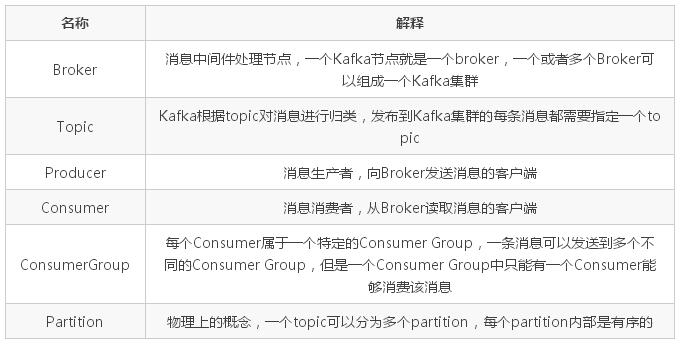 名称 解释
Broker 消息中间件处理节点，一个Kafka节点就是一个broker，一个或者多个Broker可
以组成一个Kafka集群
Topic Kafka根据topic对消息进行归类，发布到Kafka集群的每条消息都需要指定一个to
pic
Producer 消息生产者，向Broker发送消息的客户端
Consumer 消息消费者，从Broker读取消息的客户端
ConsumerGroup 每个Consumer属于一个特定的Consumer Group，一条消息可以发送到多个不
同的Consumer Group，但是一个Consumer Group中只能有一个Consumer能
够消费该消息
Partition 物理上的概念，一个topic可以分为多个partition，每个partition内部是有序的